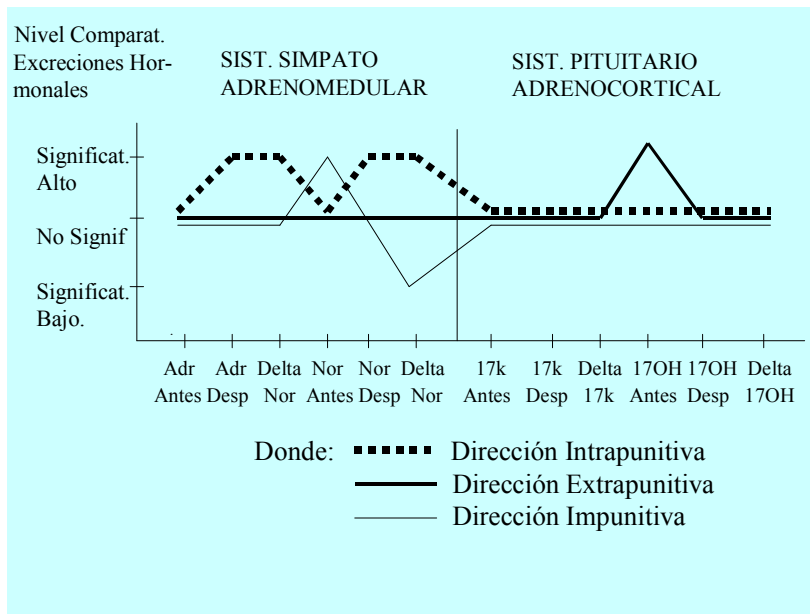 Nivel Comparat.
Excreciones Hor-
monales
SIST. SIMPATO
ADRENOMEDULAR
SIST. PITUITARIO
ADRENOCORTICAL
Significat.
Alto
No Signif
Significat.
Bajo.
Adr Adr Delta Nor Nor Delta 17k 17k Delta 17OH 17OH Delta
Antes Desp Nor Antes Desp Nor Antes Desp 17k Antes Desp 17OH
Donde:
Dirección Intrapunitiva
Dirección Extrapunitiva
Dirección Impunitiva